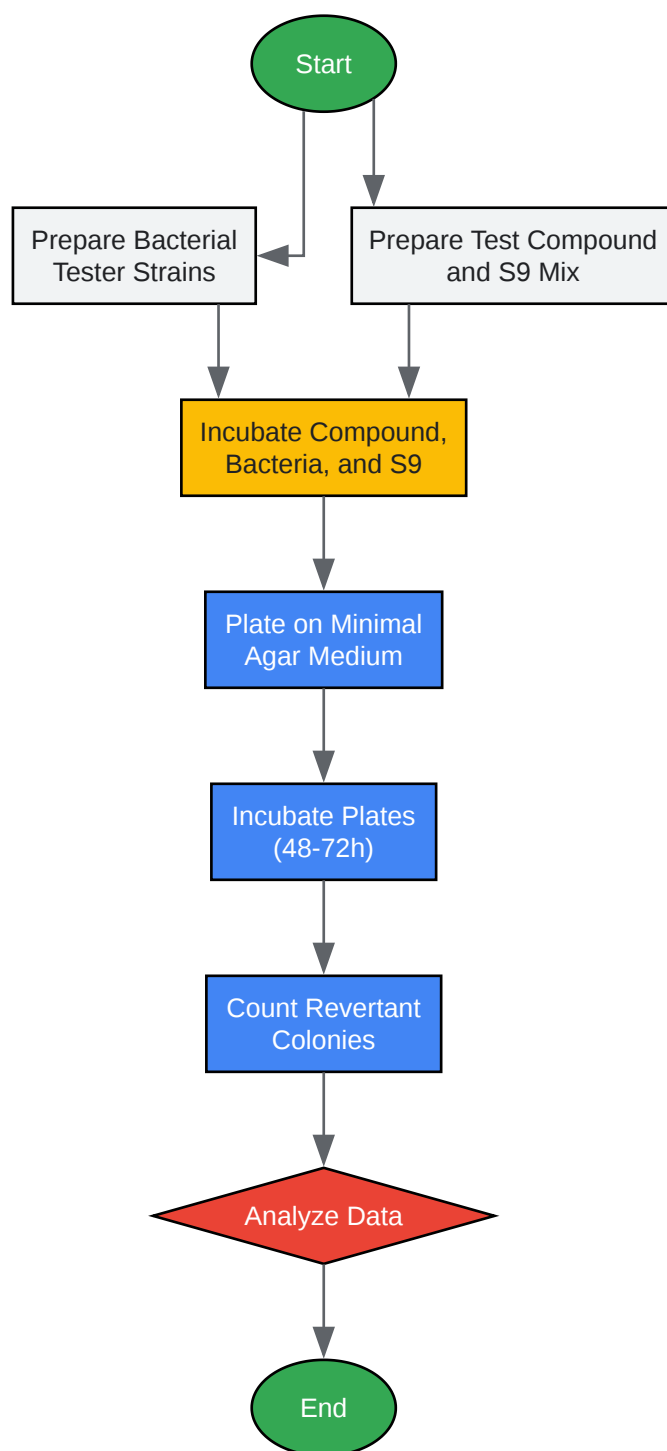 Start
Prepare Bacterial
Tester Strains
Prepare Test Compound
and S9 Mix
Incubate Compound,
Bacteria, and S9
Plate on Minimal
Agar Medium
Incubate Plates
(48-72h)
Count Revertant
Colonies
Analyze Data
End